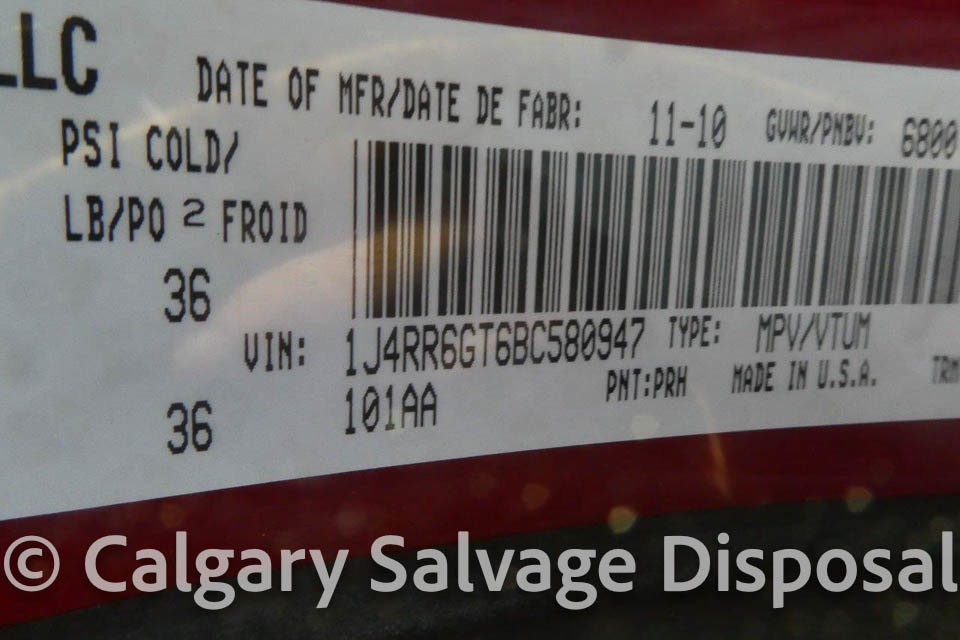 LLC
DATE OF MFR/DATE DE FABR: 11-10 GVWR/PNBV: 6800
PSI COLD/
LB/PO 2 FROID
36
VIN: 1J4RR6GT6BC580947 TYPE: MPV/VTUM
PNT:PRH MADE IN U.S.A. TRM
36 101AA
© Calgary Salvage Disposal